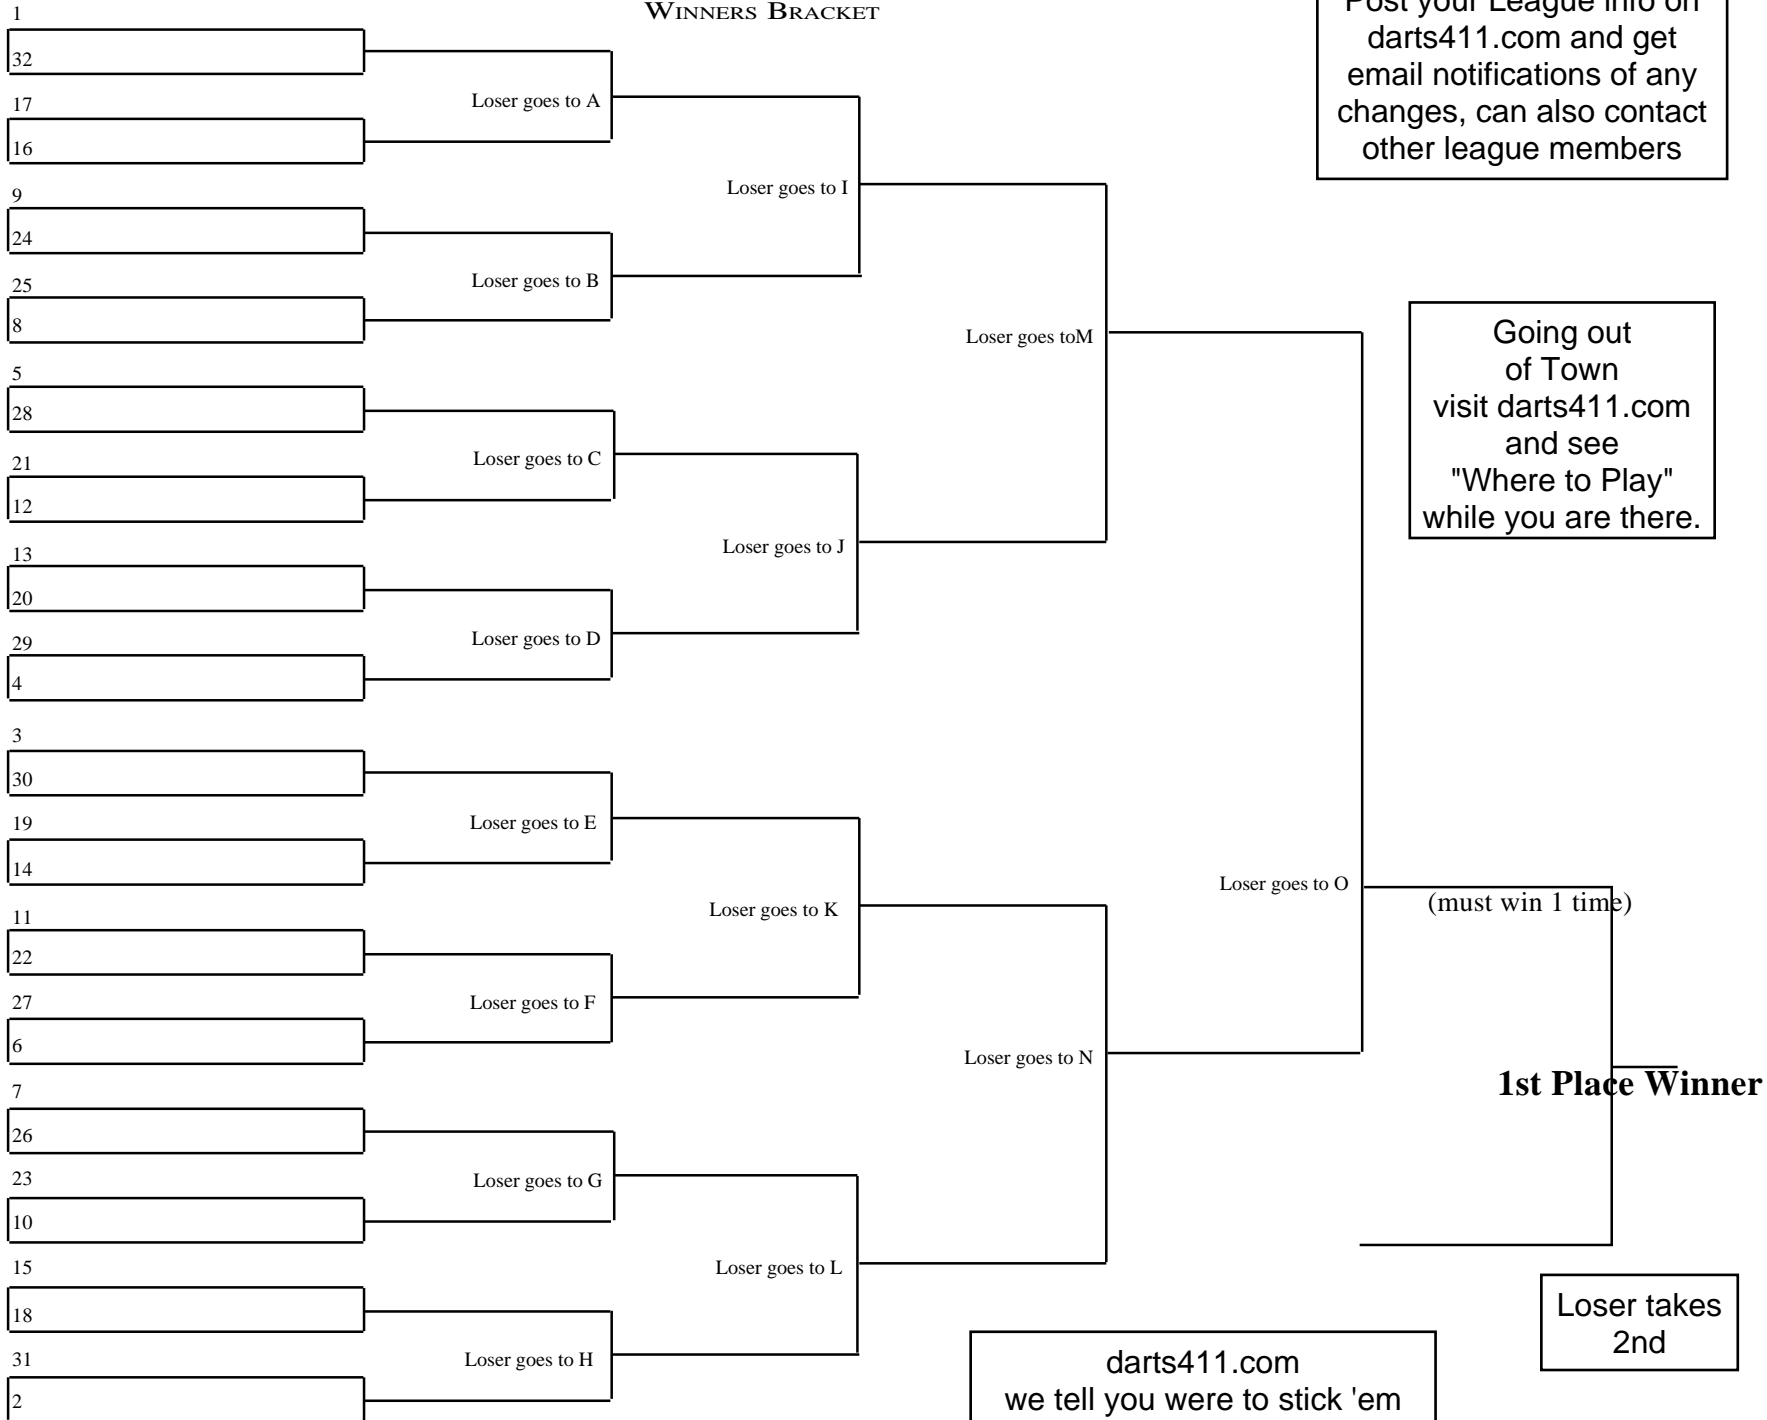 WINNERS BRACKET
Post your League info on
darts411.com and get
email notifications of any
changes, can also contact
other league members
1
32
17
16
Loser goes to A
9
24
25
8
Loser goes to B
Loser goes to I
5
28
21
12
Loser goes to C
13
20
29
4
Loser goes to D
Loser goes to J
Loser goes toM
Going out
of Town
visit darts411.com
and see
"Where to Play"
while you are there.
3
30
19
14
Loser goes to E
11
22
27
6
Loser goes to F
Loser goes to K
7
26
23
10
Loser goes to G
15
18
31
2
Loser goes to H
Loser goes to L
Loser goes to N
Loser goes to O
(must win 1 time)
1st Place Winner
Loser takes
2nd
darts411.com
we tell you were to stick 'em